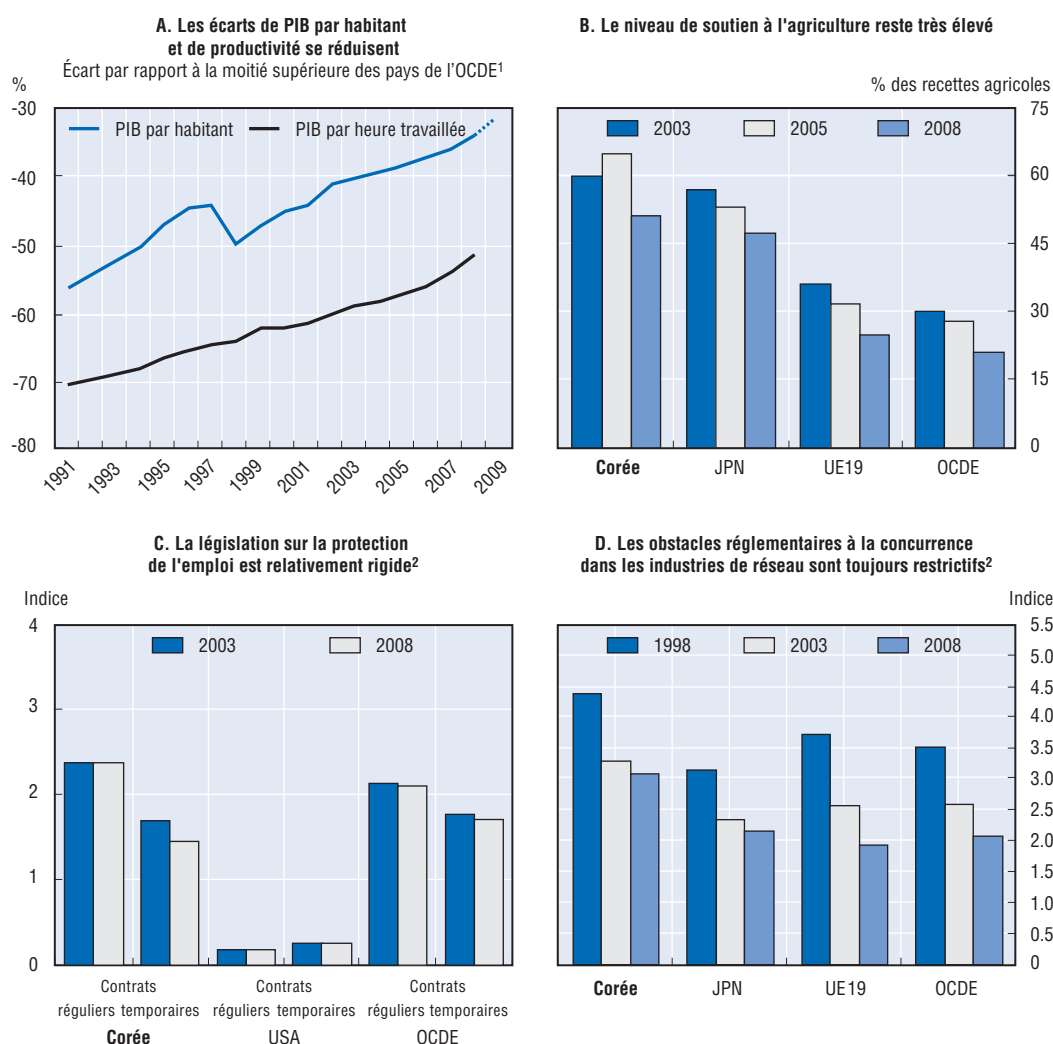 A. Les écarts de PIB par habitant
et de productivité se réduisent
Écart par rapport à la moitié supérieure des pays de l'OCDE¹
%
-30
-40
-50
-60
-70
-80
PIB par habitant
PIB par heure travaillée
1991
1993
1995
1997
1999
2001
2003
2005
2007
2009
B. Le niveau de soutien à l'agriculture reste très élevé
% des recettes agricoles
2003
2005
2008
75
60
45
30
15
0
Corée
JPN
UE19
OCDE
C. La législation sur la protection
de l'emploi est relativement rigide²
Indice
4
3
2
1
0
2003
2008
Contrats
réguliers temporaires
Corée
Contrats
réguliers temporaires
USA
Contrats
réguliers temporaires
OCDE
D. Les obstacles réglementaires à la concurrence
dans les industries de réseau sont toujours restrictifs²
Indice
1998
2003
2008
5.5
5.0
4.5
4.0
3.5
3.0
2.5
2.0
1.5
1.0
0.5
0
Corée
JPN
UE19
OCDE